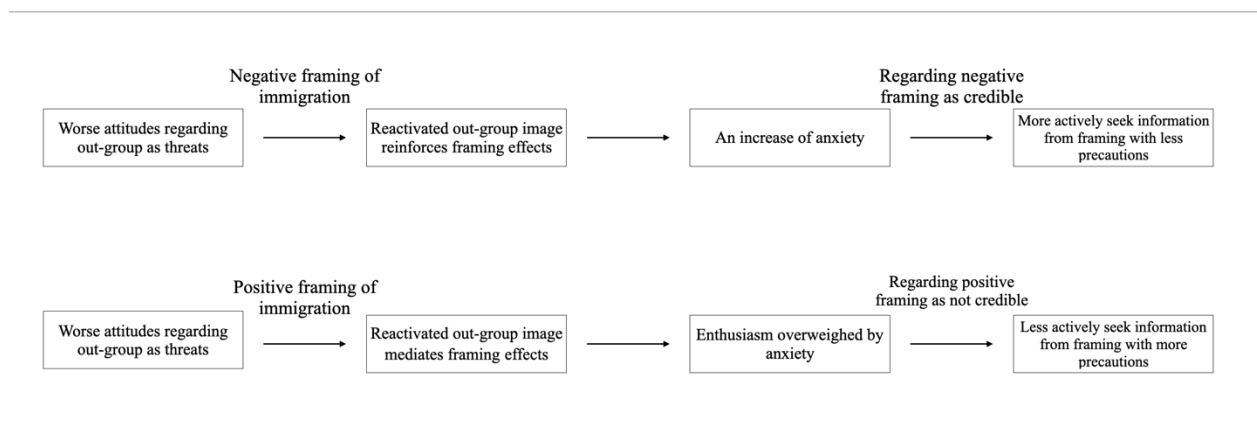 Negative framing of
immigration
Regarding negative
framing as credible
Worse attitudes regarding
out-group as threats
Reactivated out-group image
reinforces framing effects
An increase of anxiety
More actively seek information
from framing with less
precautions
Positive framing of
immigration
Regarding positive
framing as not credible
Worse attitudes regarding
out-group as threats
Reactivated out-group image
mediates framing effects
Enthusiasm overweighed by
anxiety
Less actively seek information
from framing with more
precautions